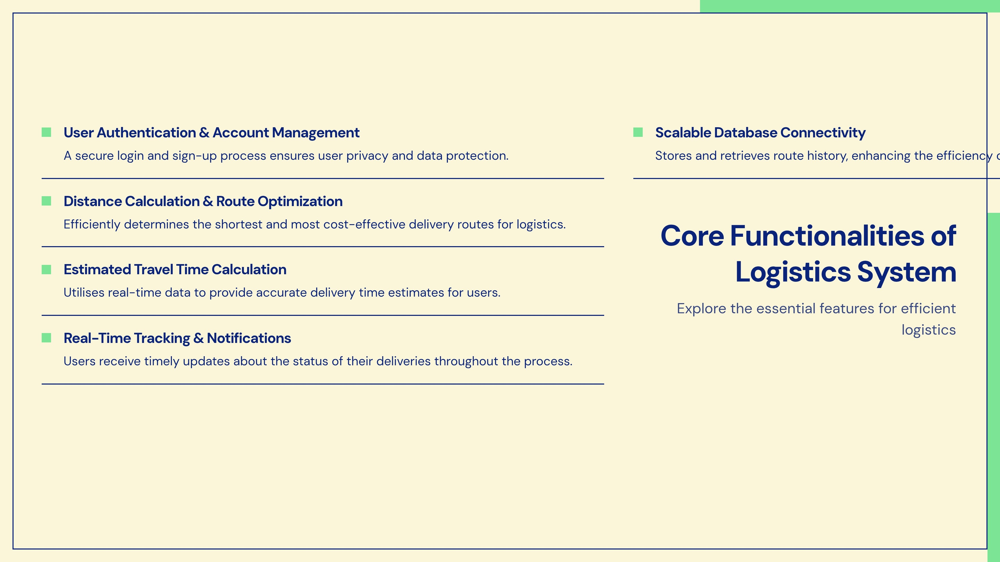 User Authentication & Account Management
A secure login and sign-up process ensures user privacy and data protection.
Distance Calculation & Route Optimization
Efficiently determines the shortest and most cost-effective delivery routes for logistics.
Estimated Travel Time Calculation
Utilises real-time data to provide accurate delivery time estimates for users.
Real-Time Tracking & Notifications
Users receive timely updates about the status of their deliveries throughout the process.
Scalable Database Connectivity
Stores and retrieves route history, enhancing the efficiency
Core Functionalities of
Logistics System
Explore the essential features for efficient
logistics